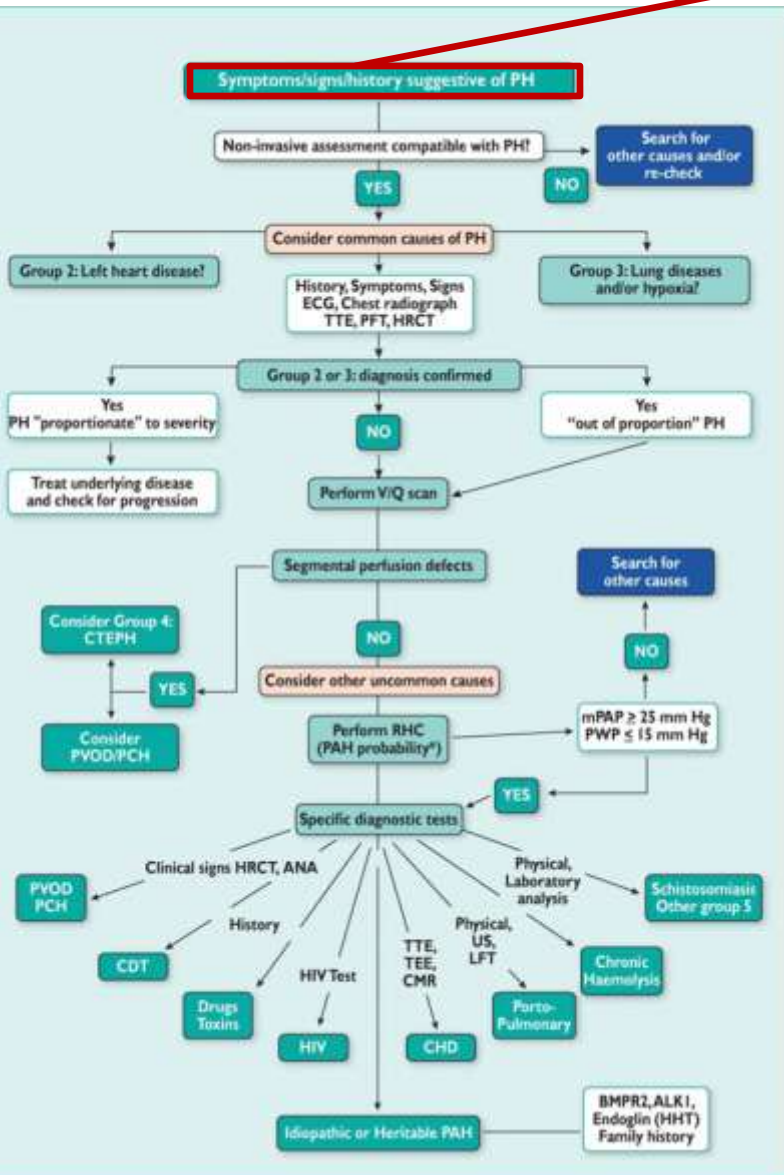 Symptoms/signs/history suggestive of PH
Non-invasive assessment compatible with PH?
Search for
other causes and/or
re-check
YES
NO
Consider common causes of PH
Group 2: Left heart disease?
Group 3: Lung diseases
and/or hypoxia?
History, Symptoms, Signs
ECG, Chest radiograph
TTE, PFT, HRCT
Group 2 or 3: diagnosis confirmed
Yes
PH "proportionate" to severity
NO
Yes
"out of proportion" PH
Treat underlying disease
and check for progression
Perform V/Q scan
Segmental perfusion defects
Search for
other causes
Consider Group 4:
CTEPH
NO
NO
YES
Consider other uncommon causes
Consider
PVOD/PCH
Perform RHC
(PAH probability*)
mPAP ≥ 25 mm Hg
PWP ≤ 15 mm Hg
YES
Specific diagnostic tests
Clinical signs HRCT, ANA
Physical,
Laboratory
analysis
PVOD
PCH
Schistosomiasis
Other group 5
History
Physical,
US,
LFT
TTE,
TEE,
CMR
HIV Test
CDT
Chronic
Haemolysis
Drugs
Toxins
Porto-
Pulmonary
HIV
CHD
Idiopathic or Heritable PAH
BMPR2, ALK1,
Endoglin (HHT)
Family history